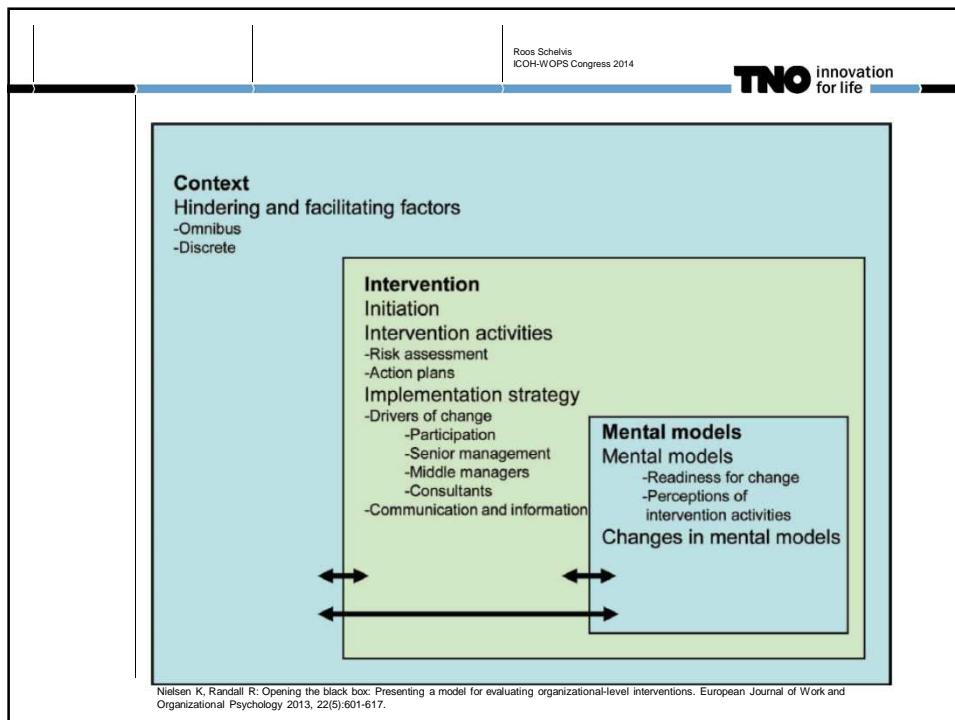 Roos Schelvis
ICOH-WOPS Congress 2014
TNO innovation
for life
Context
Hindering and facilitating factors
-Omnibus
-Discrete
Intervention
Initiation
Intervention activities
-Risk assessment
-Action plans
Implementation strategy
-Drivers of change
-Participation
-Senior management
-Middle managers
-Consultants
-Communication and information
Mental models
Mental models
-Readiness for change
-Perceptions of
intervention activities
Changes in mental models
Nielsen K, Randall R: Opening the black box: Presenting a model for evaluating organizational-level interventions. European Journal of Work and
Organizational Psychology 2013, 22(5):601-617.